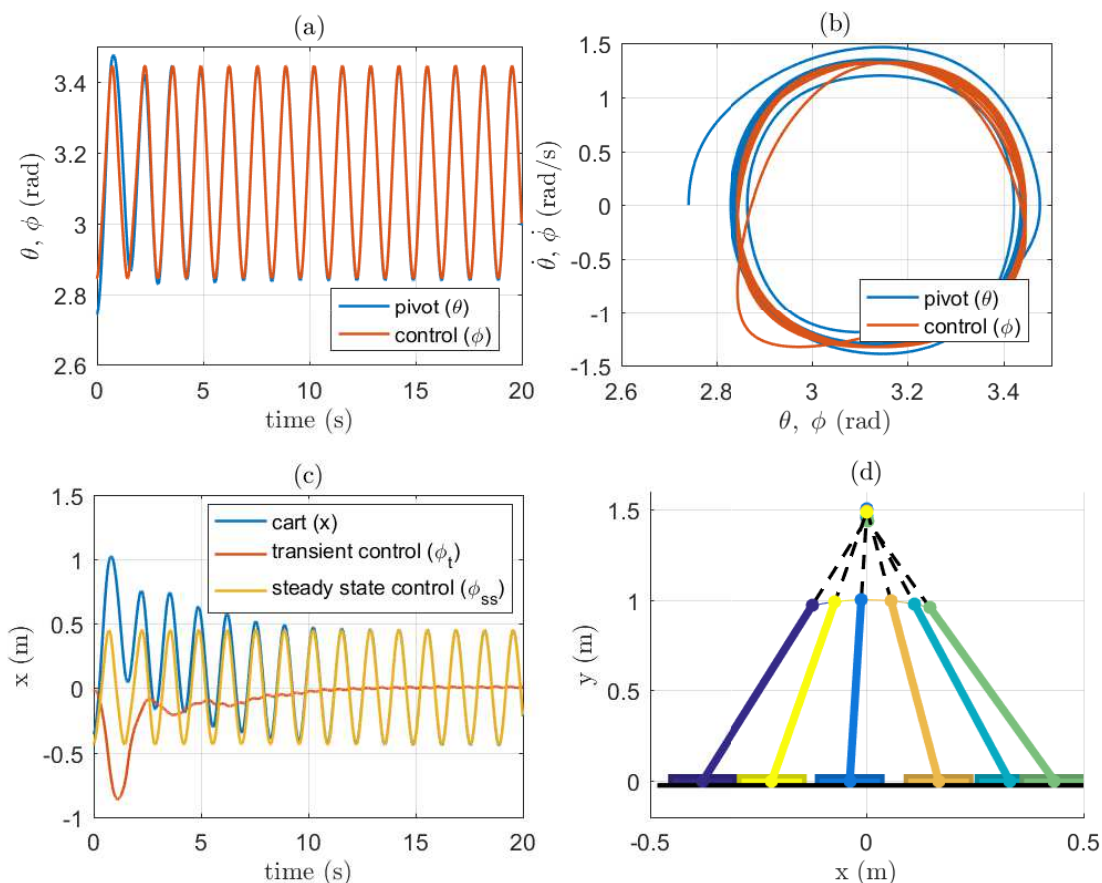 (a)
3.4
3.2
3
2.8
2.6
θ, ϕ (rad)
0 5 10 15 20
time (s)
pivot (θ)
control (ϕ)
(b)
1.5
1
0.5
0
-0.5
-1
-1.5
θ̇, ϕ̇ (rad/s)
2.6 2.8 3 3.2 3.4
θ, ϕ (rad)
pivot (θ)
control (ϕ)
(c)
1.5
1
0.5
0
-0.5
-1
x (m)
0 5 10 15 20
time (s)
cart (x)
transient control (ϕt)
steady state control (ϕss)
(d)
1.5
1
0.5
0
y (m)
-0.5 0 0.5
x (m)